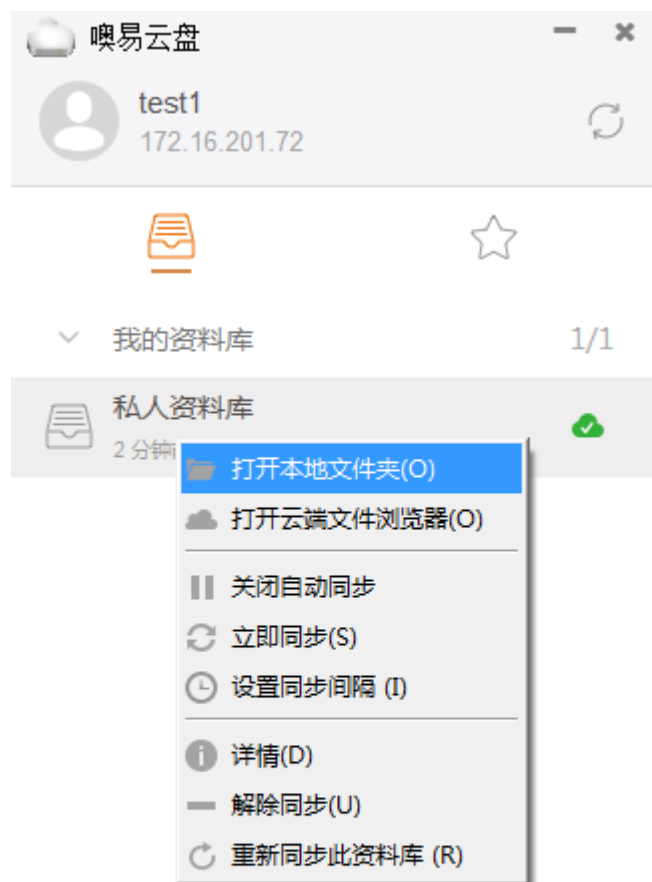 噢易云盘
test1
172.16.201.72
我的资料库 1/1
私人资料库
2 分钟
打开本地文件夹(O)
打开云端文件浏览器(O)
关闭自动同步
立即同步(S)
设置同步间隔 (I)
详情(D)
解除同步(U)
重新同步此资料库 (R)